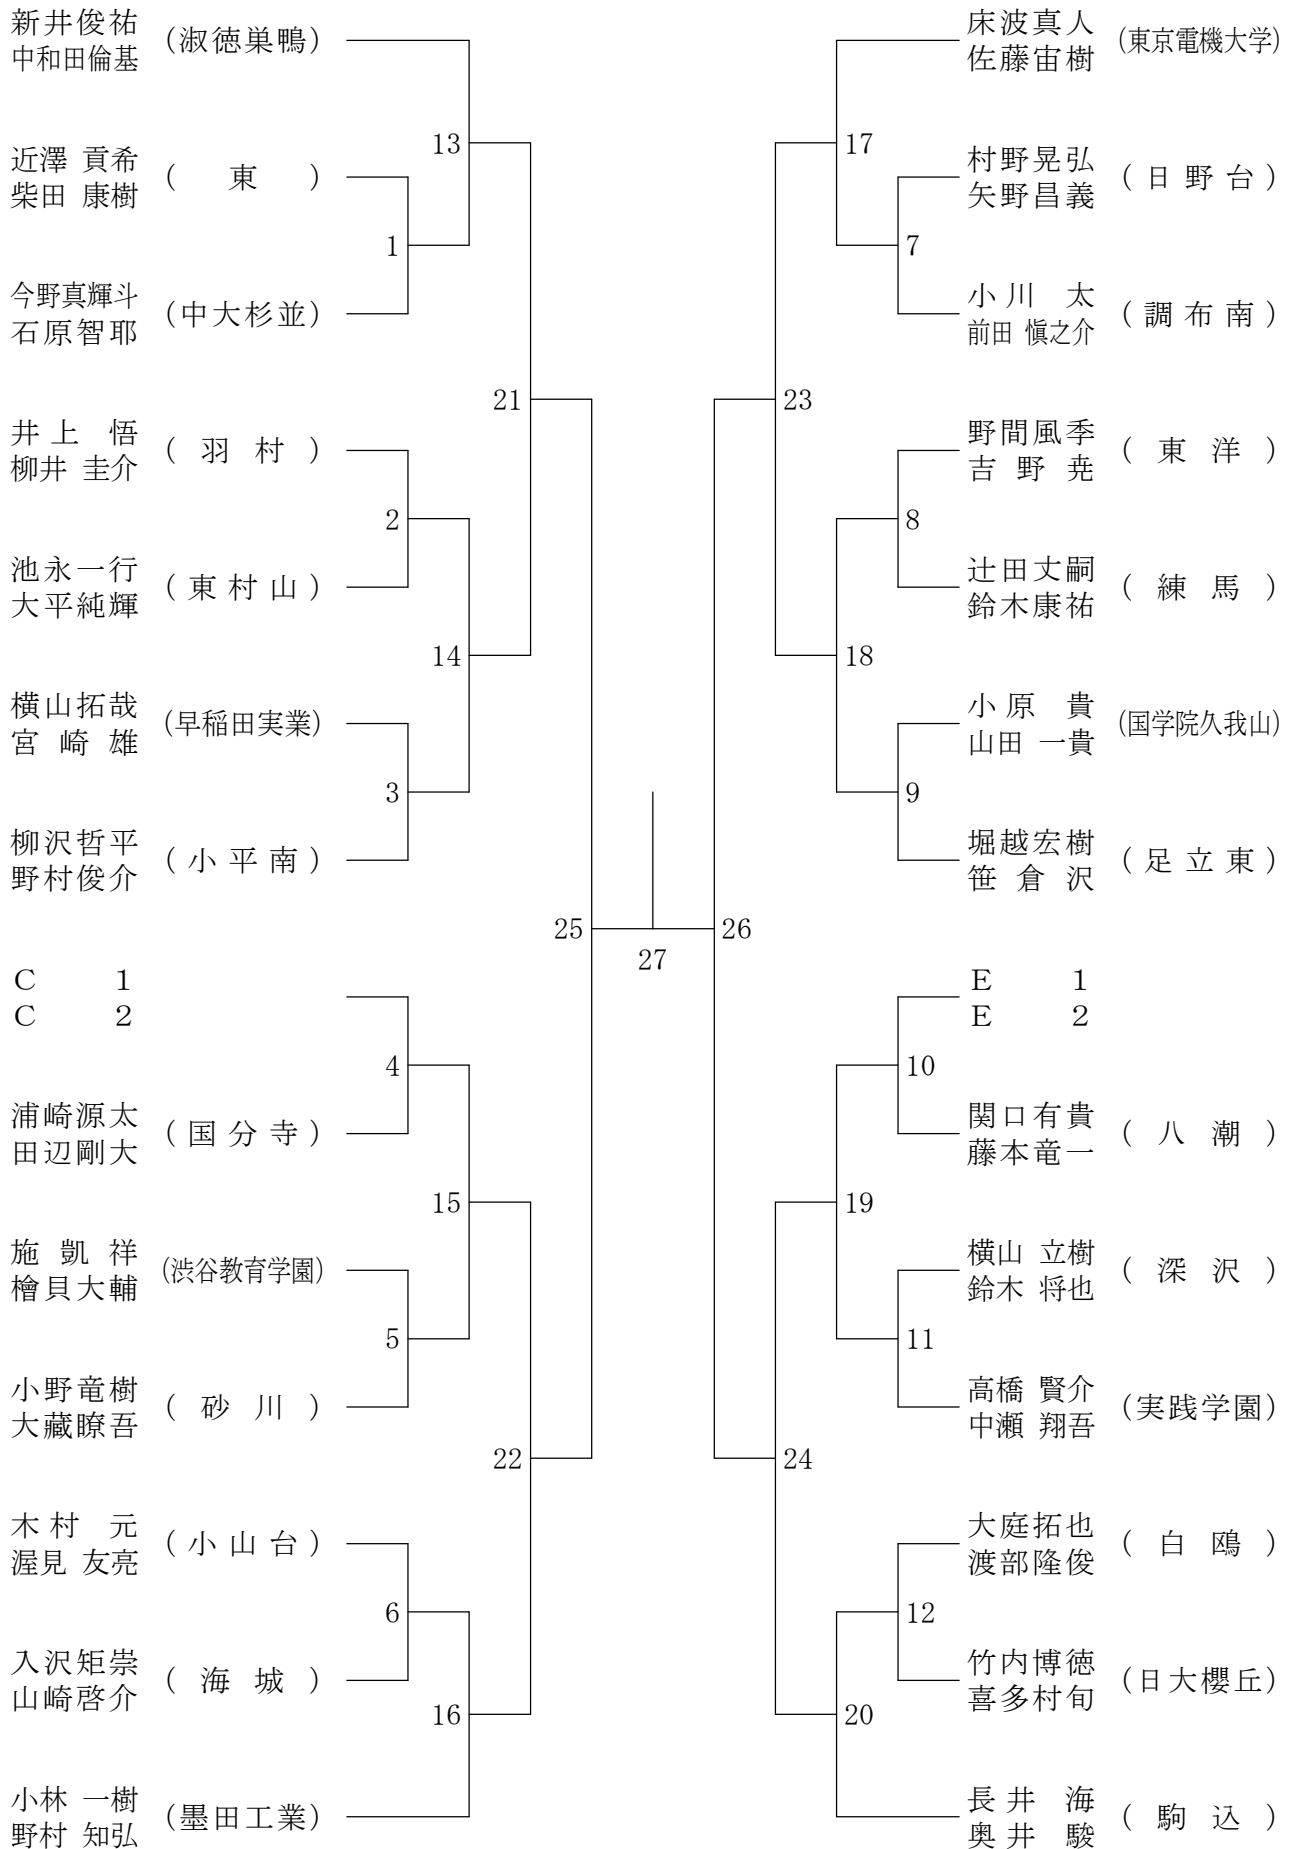 新井俊祐
中和田倫基
(淑徳巣鴨)
近澤 貢希
柴田 康樹
( 東 )
今野真輝斗
石原智耶
(中大杉並)
井上 悟
柳井 圭介
( 羽 村 )
池永一行
大平純輝
( 東 村 山 )
横山拓哉
宮崎雄
(早稲田実業)
柳沢哲平
野村俊介
( 小 平 南 )
C 1
C 2
浦崎源太
田辺剛大
( 国 分 寺 )
施凱祥
檜貝大輔
(渋谷教育学園)
小野竜樹
大藏瞭吾
( 砂 川 )
木村 元
渥見 友亮
( 小 山 台 )
入沢矩崇
山崎啓介
( 海 城 )
小林 一樹
野村 知弘
(墨田工業)
13
1
21
2
14
3
25
4
15
5
22
6
16
27
17
7
23
8
18
9
26
10
19
11
24
12
20
床波真人
佐藤宙樹
(東京電機大学)
村野晃弘
矢野昌義
( 日 野 台 )
小川 太
前田 愼之介
( 調 布 南 )
野間風季
吉野尭
( 東 洋 )
辻田丈嗣
鈴木康祐
( 練 馬 )
小原 貴
山田 一貴
(国学院久我山)
堀越宏樹
笹倉沢
( 足 立 東 )
E 1
E 2
関口有貴
藤本竜一
( 八 潮 )
横山 立樹
鈴木 将也
( 深 沢 )
高橋 賢介
中瀬 翔吾
(実践学園)
大庭拓也
渡部隆俊
( 白 鴎 )
竹内博徳
喜多村旬
(日大櫻丘)
長井 海
奥井 駿
( 駒 込 )